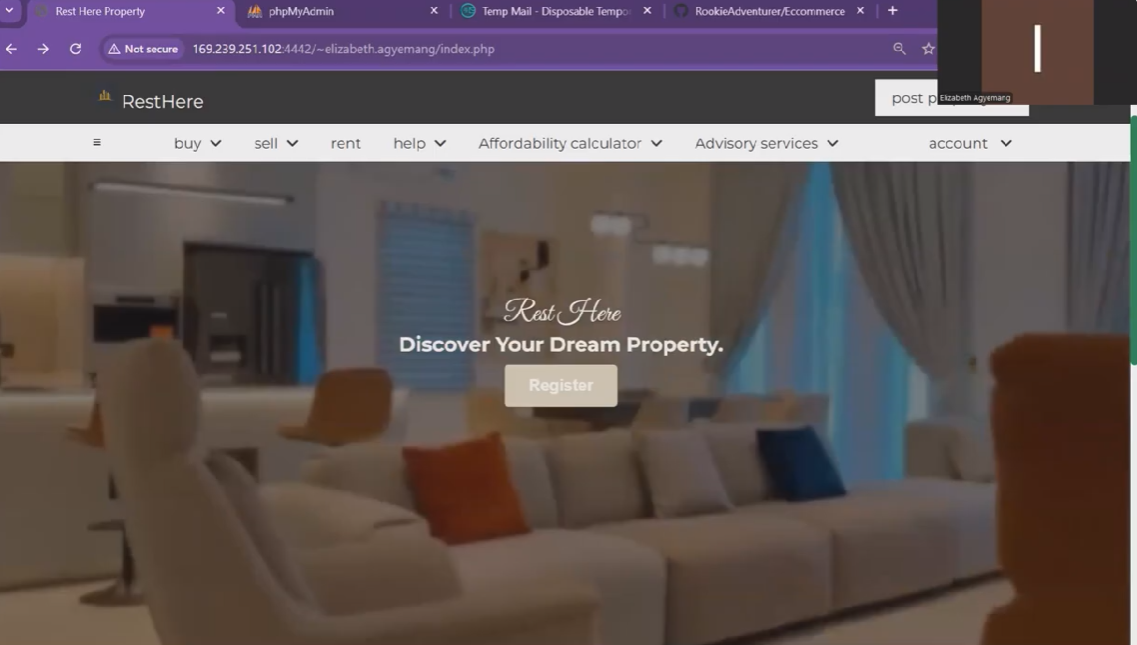 Rest Here Property
phpMyAdmin
Temp Mail - Disposable Tempo
RookieAdventurer/Eccommerce
Not secure
169.239.251.102:4442/~elizabeth.agyemang/index.php
RestHere
post p
I
Elizabeth Agyemang
buy
sell
rent
help
Affordability calculator
Advisory services
account
Rest Here
Discover Your Dream Property.
Register